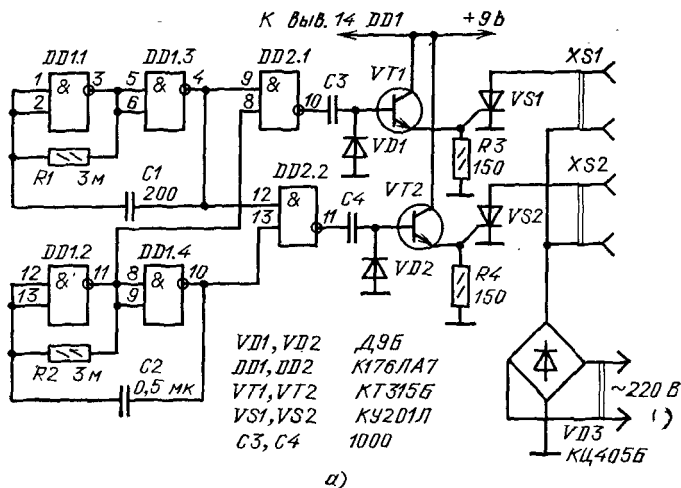 К выв. 14 DD1 +9в
DD1.1 DD1.3 DD2.1
1 2 & 3 5 6 & 4 9 8 & 10
C3 VT1 VS1 XS1
VD1 R3 150
R1 3м
C1 200
DD2.2
12 13 & 11
C4 VT2 VS2 XS2
VD2 R4 150
DD1.2 DD1.4
12 13 & 11 8 9 & 10
R2 3м
C2 0,5 мк
VD1, VD2 Д9Б
DD1, DD2 К176ЛА7
VT1, VT2 КТ315Б
VS1, VS2 КУ201Л
C3, C4 1000
~220 В
VD3
КЦ405Б
а)